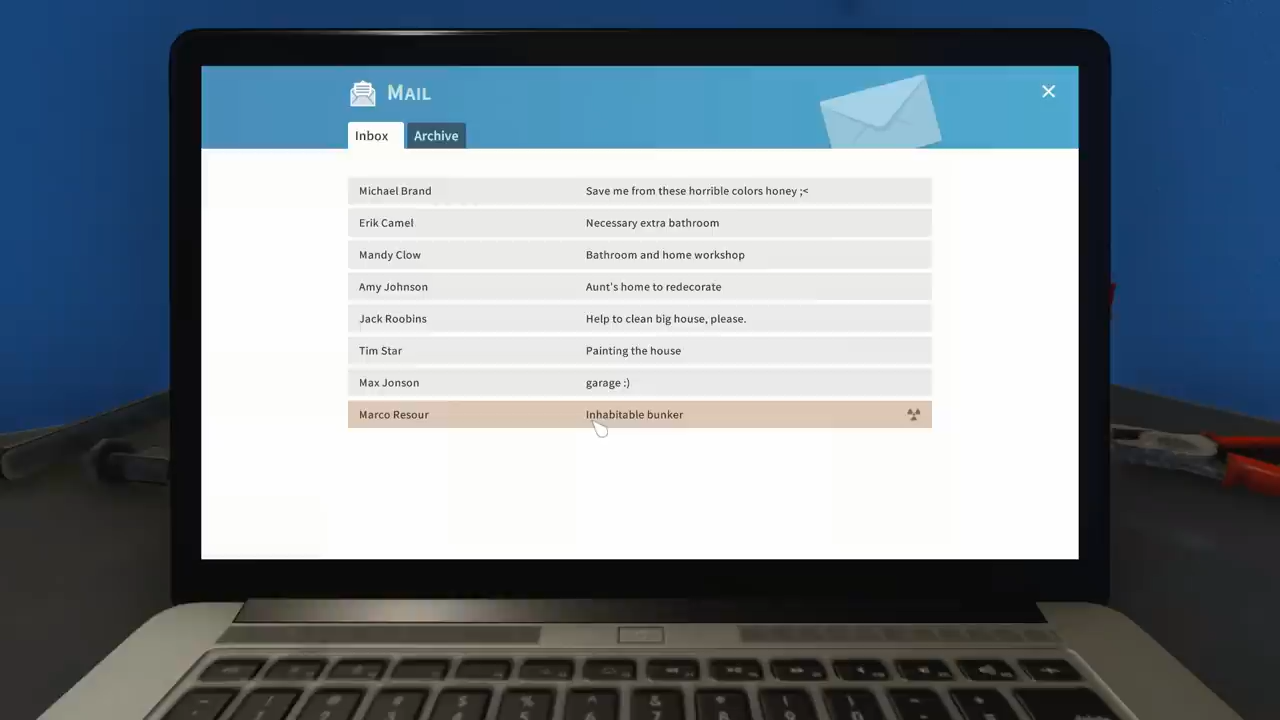 Mail
Inbox Archive
Michael Brand Save me from these horrible colors honey ;<
Erik Camel Necessary extra bathroom
Mandy Clow Bathroom and home workshop
Amy Johnson Aunt's home to redecorate
Jack Roobins Help to clean big house, please.
Tim Star Painting the house
Max Jonson garage :)
Marco Resour Inhabitable bunker